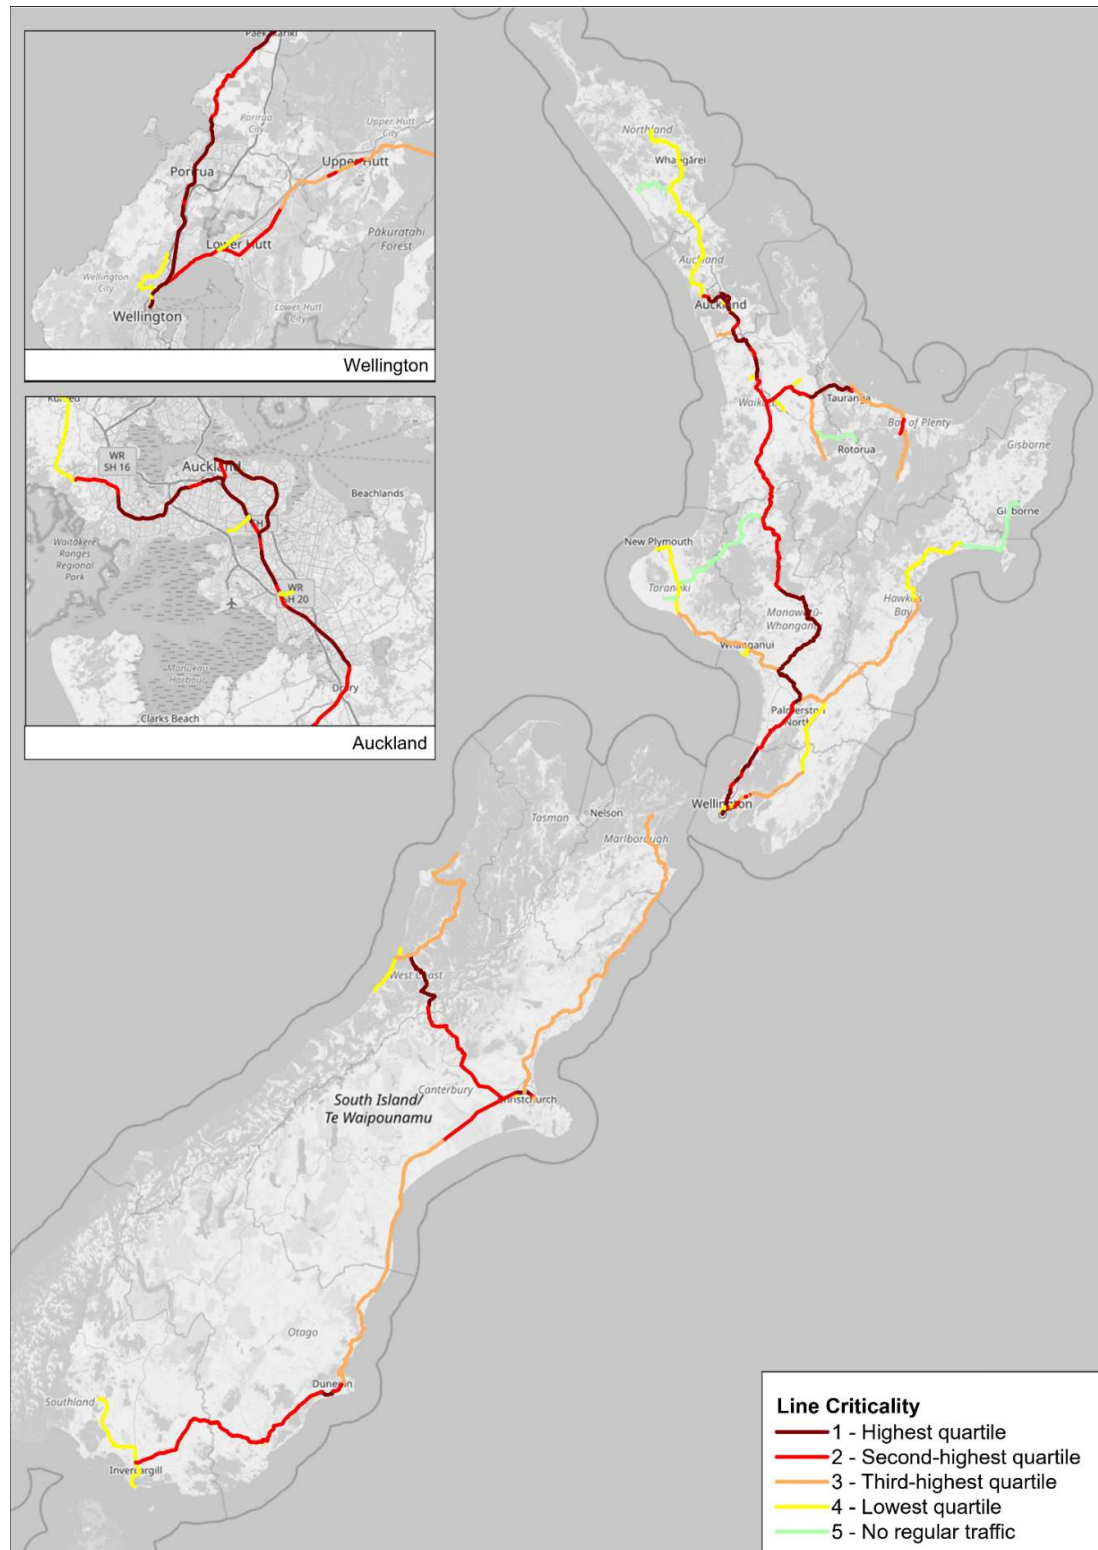 Paekakariki
Porirua
City
Upper Hutt
City
Porirua
Upper Hutt
Lower Hutt
Pākuratahi
Forest
Wellington
City
Lower Hutt
City
Wellington
Wellington
WR
SH 16
Auckland
Beachlands
Waitākere
Ranges
Regional
Park
WR
SH 20
Manukau
Harbour
Drury
Clarks Beach
Auckland
Northland
Whangārei
Auckland
Auckland
Tauranga
Bay of Plenty
Gisborne
Rotorua
Gisborne
New Plymouth
Taranaki
Hawke's
Bay
Manawatū-
Whanganui
Whanganui
Palmerston
North
Wellington
Tasman
Nelson
Marlborough
West Coast
Canterbury
Christchurch
South Island/
Te Waipounamu
Otago
Dunedin
Southland
Invercargill
Line Criticality
1 - Highest quartile
2 - Second-highest quartile
3 - Third-highest quartile
4 - Lowest quartile
5 - No regular traffic